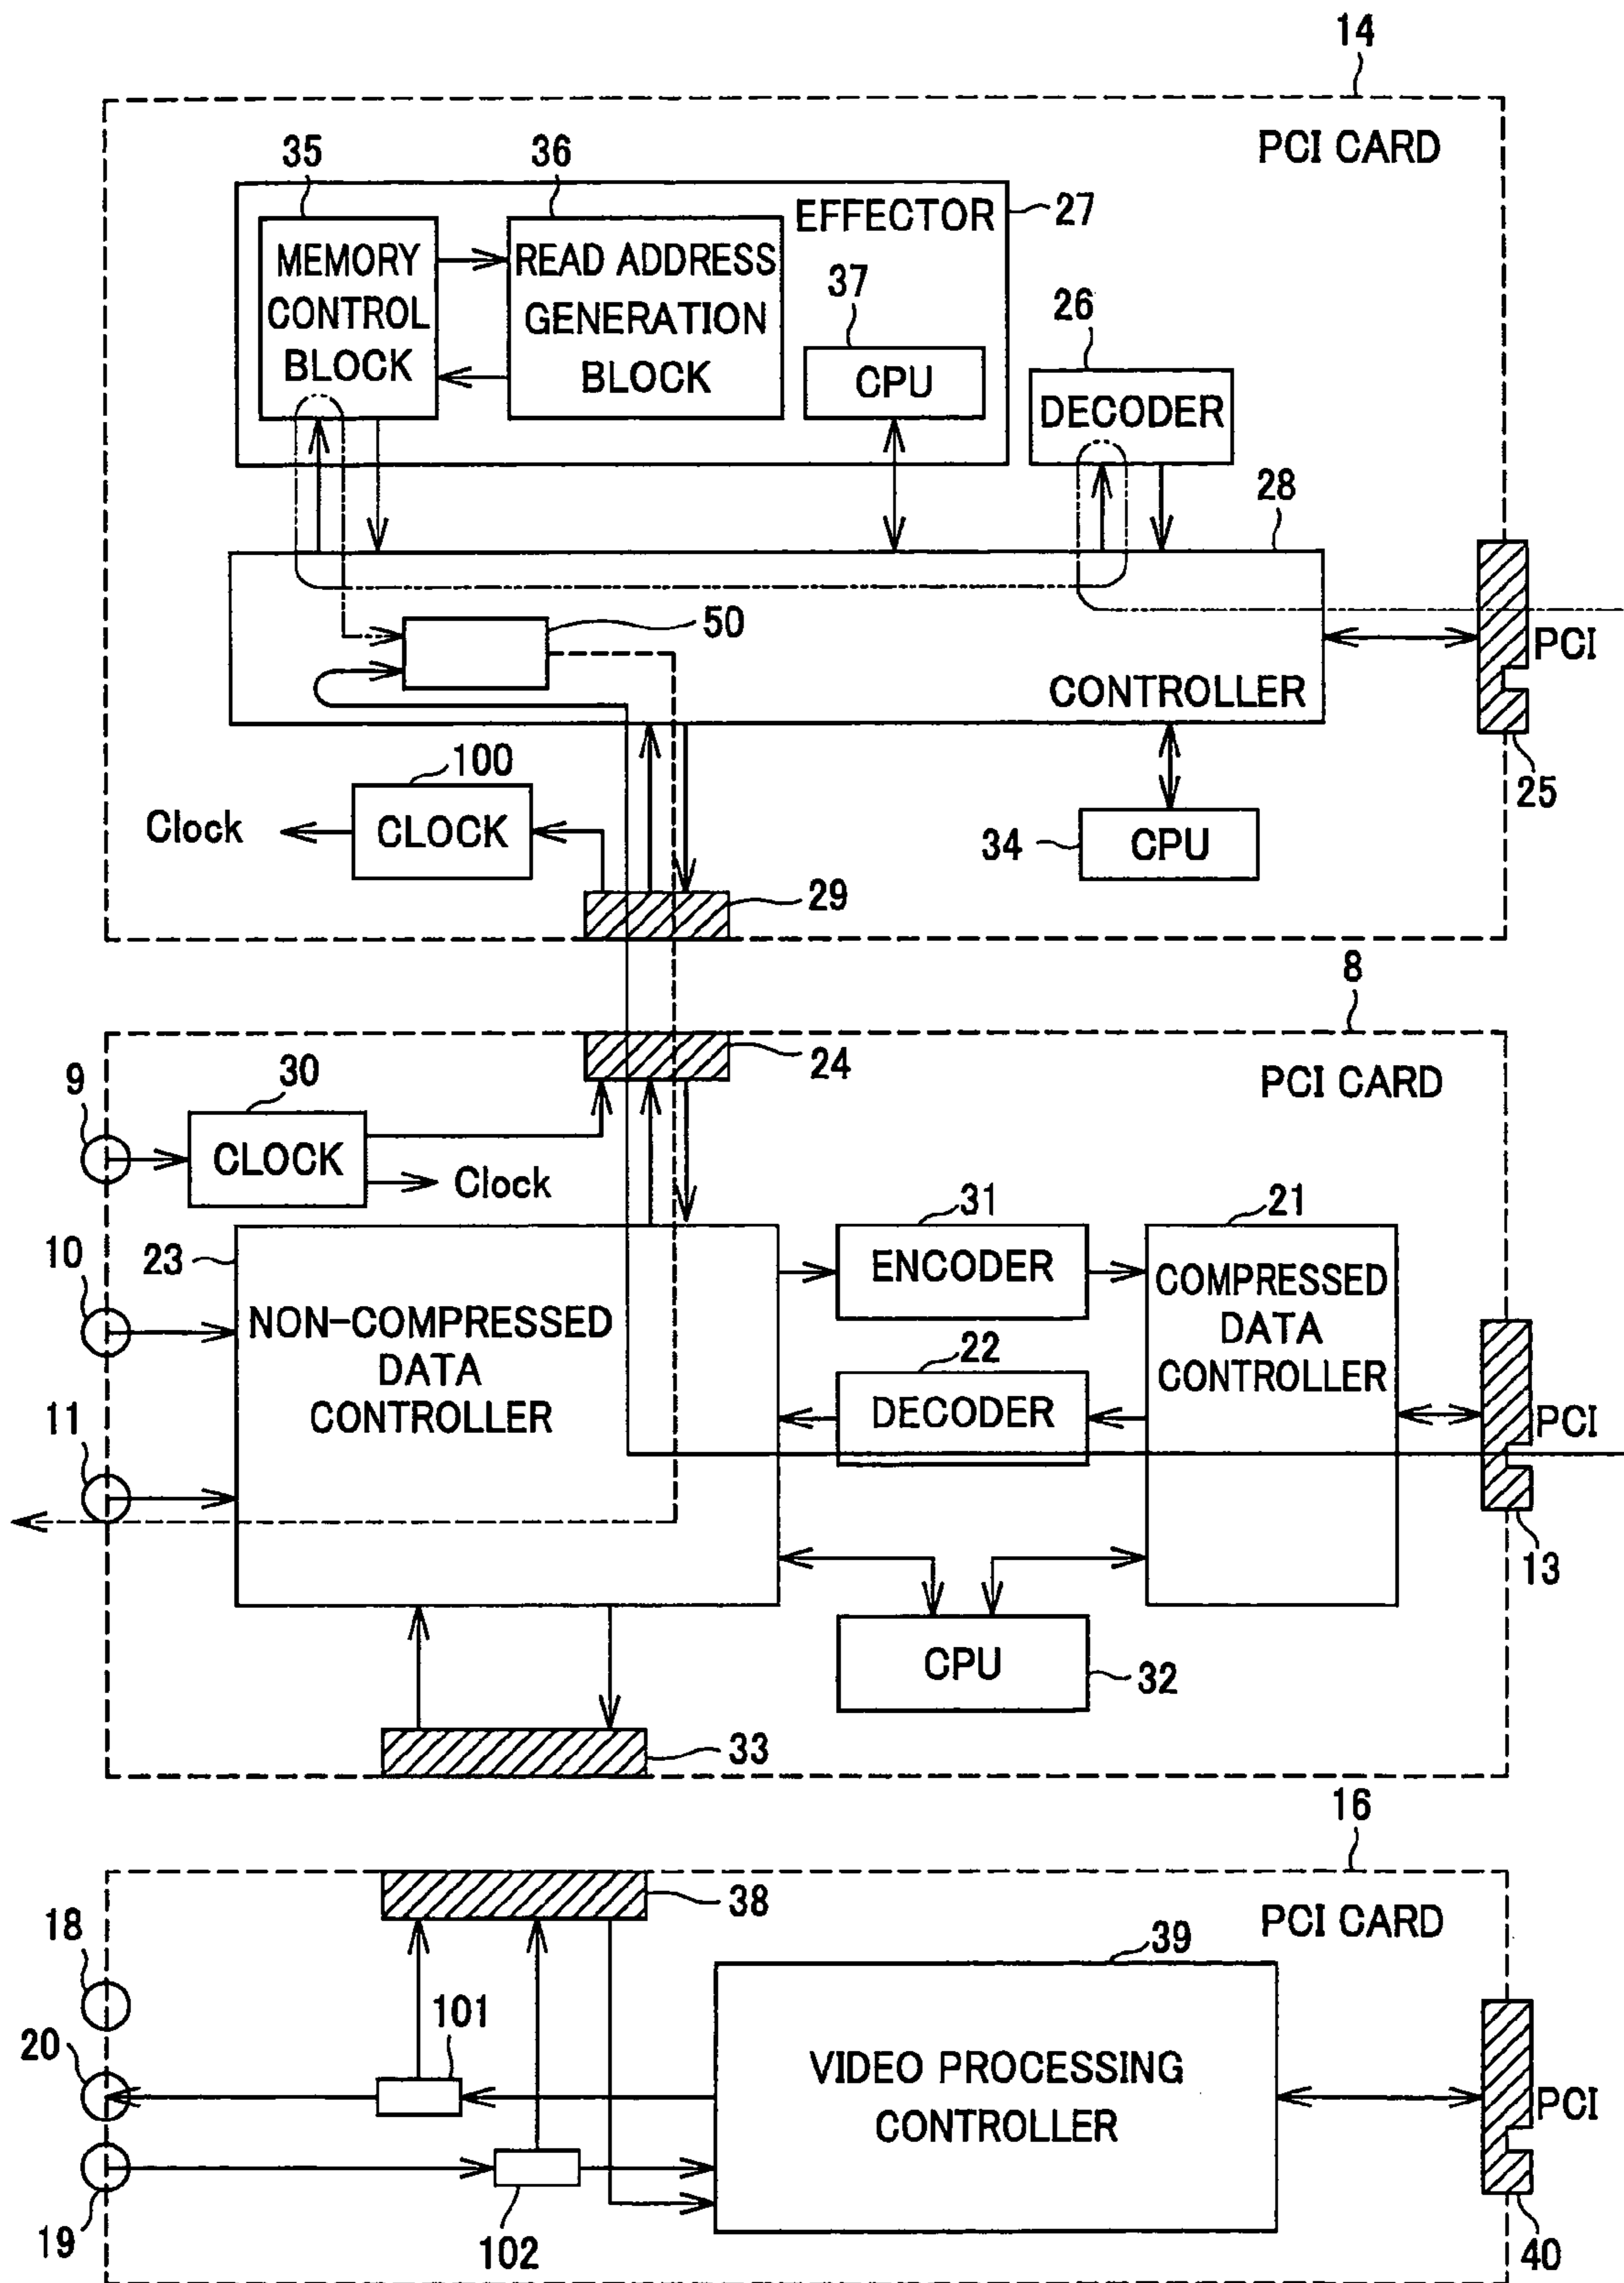 14
PCI CARD
35
36
EFFECTOR
27
MEMORY
CONTROL
BLOCK
READ ADDRESS
GENERATION
BLOCK
37
CPU
26
DECODER
28
50
CONTROLLER
PCI
25
100
Clock
CLOCK
34
CPU
29
8
24
PCI CARD
9
30
CLOCK
Clock
10
23
NON-COMPRESSED
DATA
CONTROLLER
31
ENCODER
21
COMPRESSED
DATA
CONTROLLER
22
DECODER
11
PCI
13
CPU
32
33
16
38
PCI CARD
18
39
20
101
VIDEO PROCESSING
CONTROLLER
PCI
19
102
40